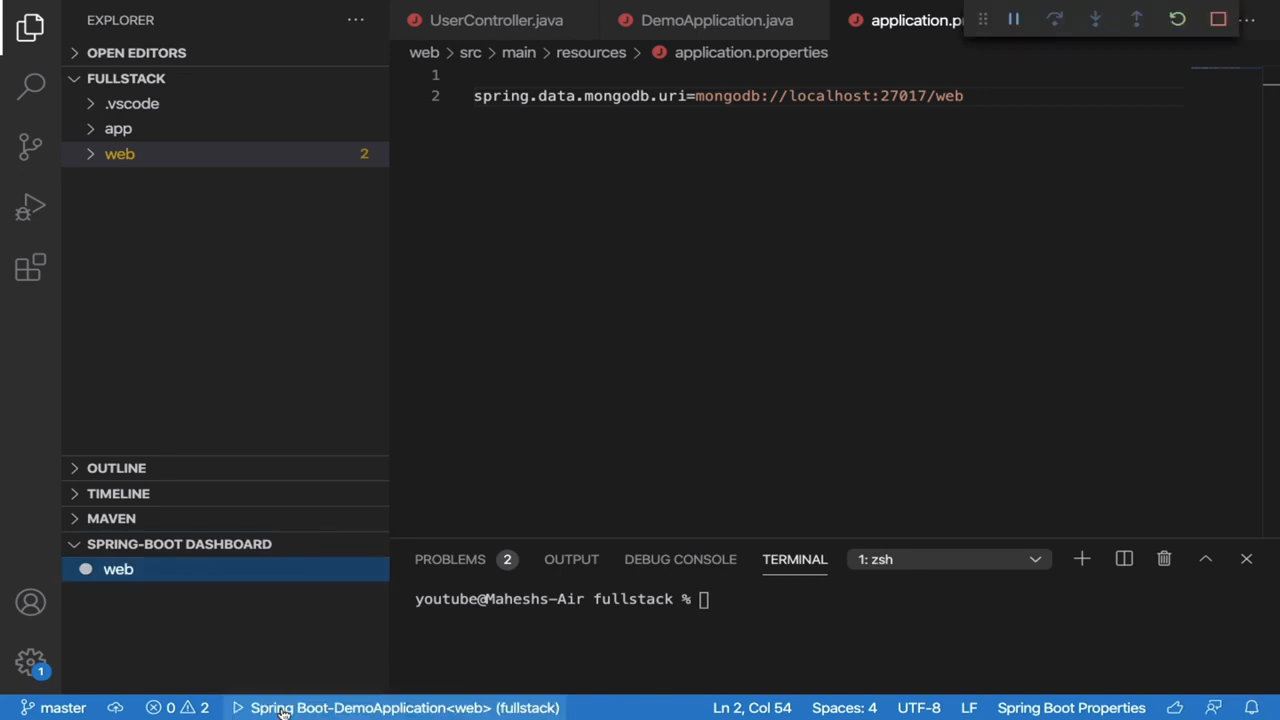 EXPLORER
UserController.java
DemoApplication.java
application.p
OPEN EDITORS
web > src > main > resources > application.properties
FULLSTACK
1
.vscode
2 spring.data.mongodb.uri=mongodb://localhost:27017/web
app
web 2
OUTLINE
TIMELINE
MAVEN
SPRING-BOOT DASHBOARD
web
PROBLEMS 2 OUTPUT DEBUG CONSOLE TERMINAL 1: zsh
youtube@Maheshs-Air fullstack %
1
master 0 2 Spring Boot-DemoApplication<web> (fullstack) Ln 2, Col 54 Spaces: 4 UTF-8 LF Spring Boot Properties